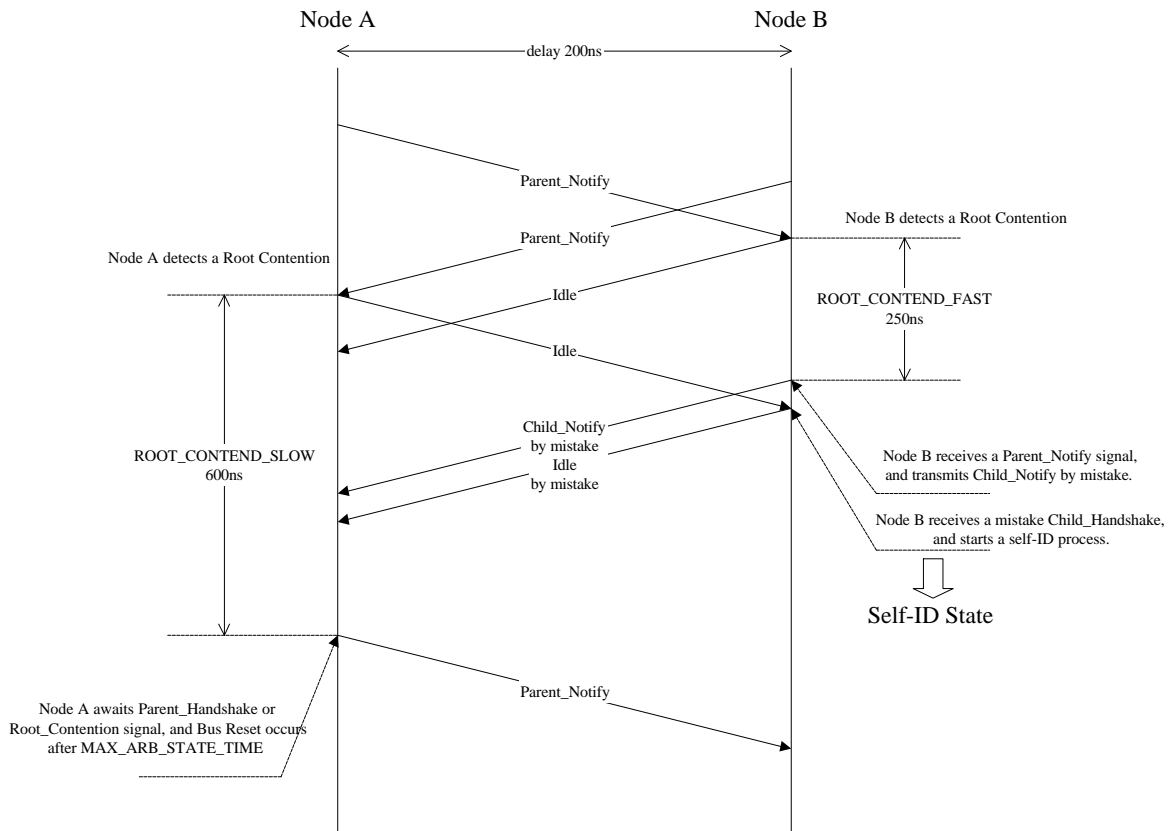 Node A
Node B
delay 200ns
Parent_Notify
Node B detects a Root Contention
Parent_Notify
Node A detects a Root Contention
Idle
ROOT_CONTEND_FAST
250ns
Idle
Child_Notify
by mistake
Idle
by mistake
ROOT_CONTEND_SLOW
600ns
Node B receives a Parent_Notify signal,
and transmits Child_Notify by mistake.
Node B receives a mistake Child_Handshake,
and starts a self-ID process.
Self-ID State
Parent_Notify
Node A awaits Parent_Handshake or
Root_Contention signal, and Bus Reset occurs
after MAX_ARB_STATE_TIME